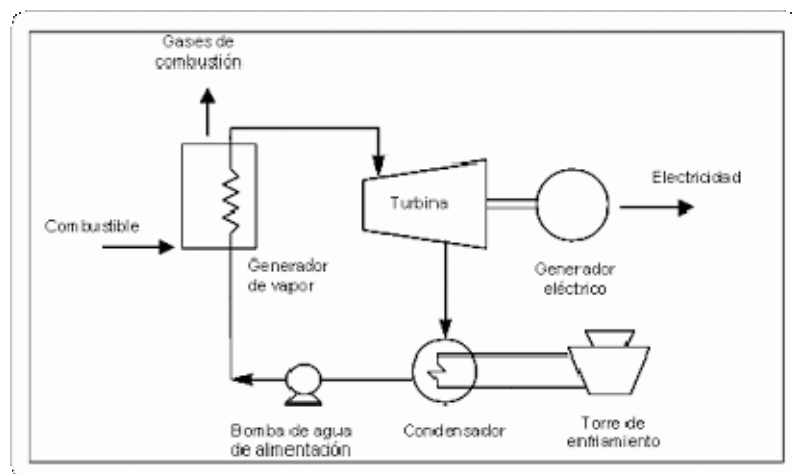 Gases de
combustión
Combustible
Generador
de vapor
Turbina
Electricidad
Generador
eléctrico
Bomba de agua
de alimentación
Condensador
Torre de
enfriamiento